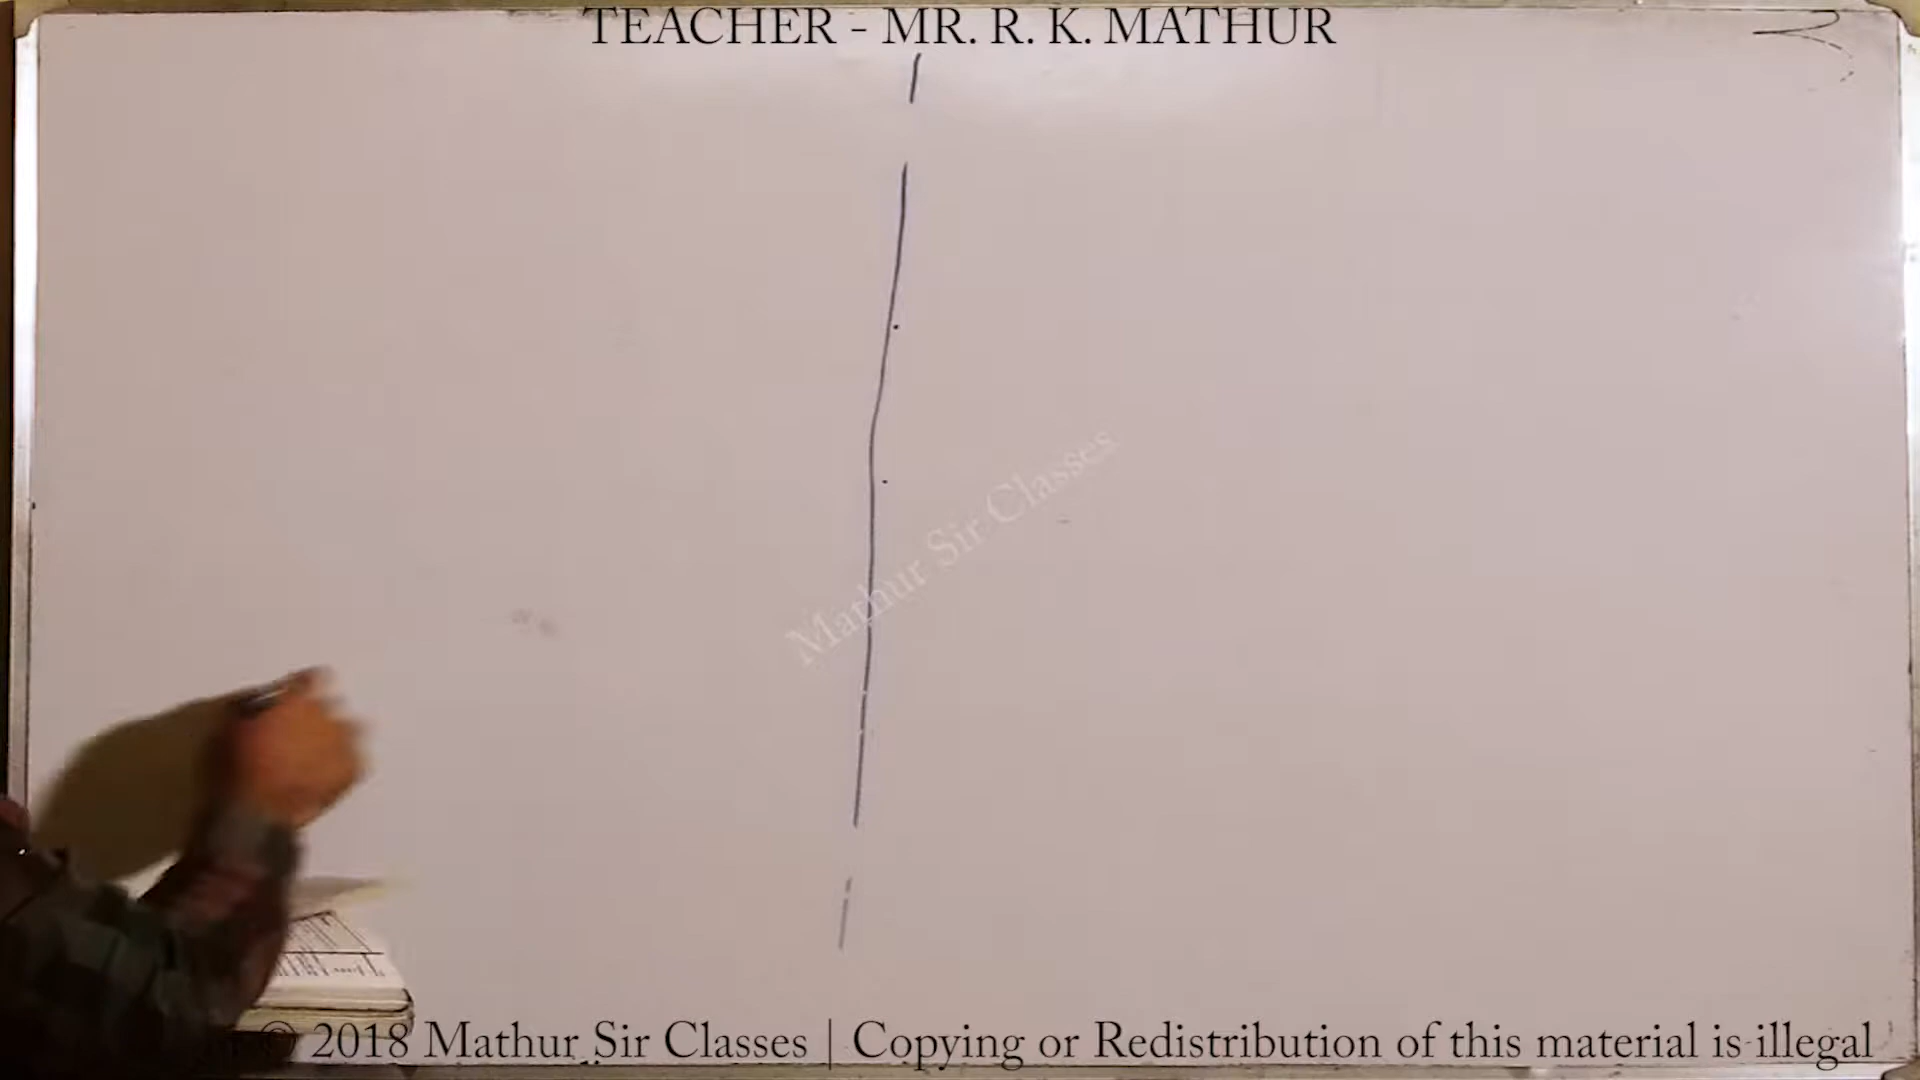 TEACHER - MR. R. K. MATHUR
Mathur Sir Classes
© 2018 Mathur Sir Classes | Copying or Redistribution of this material is illegal